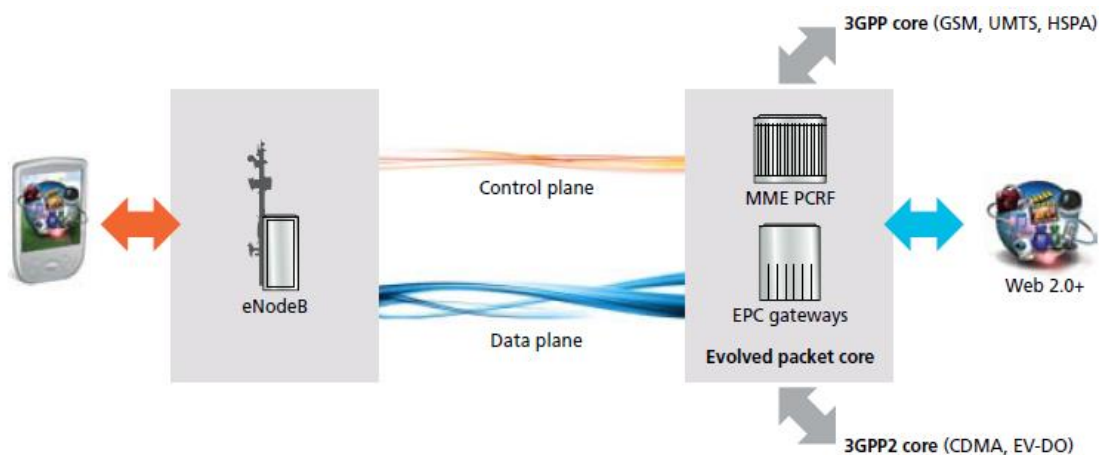 3GPP core (GSM, UMTS, HSPA)
Control plane
MME PCRF
eNodeB
Web 2.0+
EPC gateways
Data plane
Evolved packet core
3GPP2 core (CDMA, EV-DO)